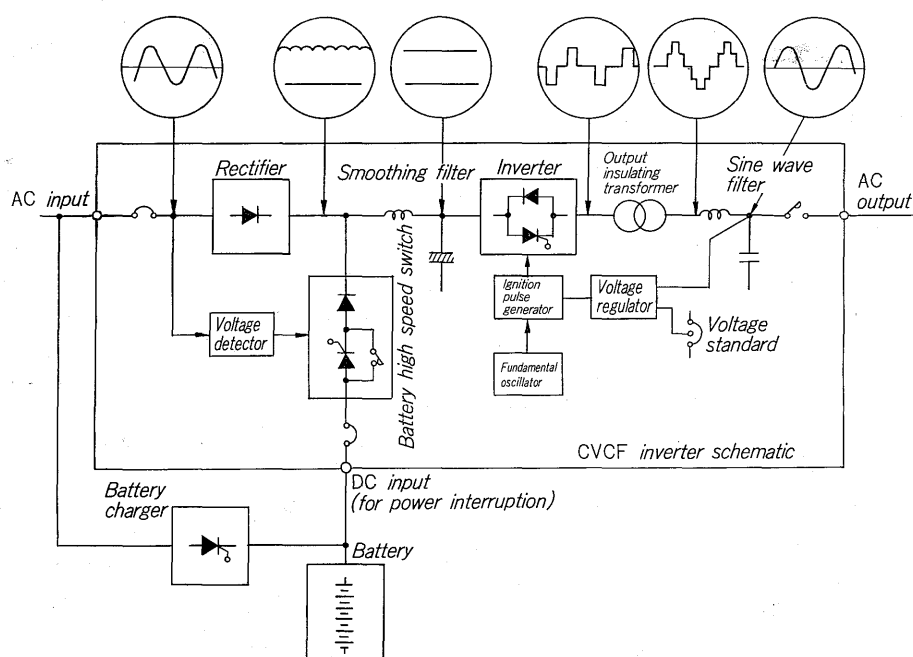 AC input
Rectifier
Smoothing filter
Inverter
Output
insulating
transformer
Sine wave
filter
AC
output
Voltage
detector
Battery high speed switch
Ignition
pulse
generator
Voltage
regulator
Voltage
standard
Fundamental
oscillator
CVCF inverter schematic
DC input
(for power interruption)
Battery
charger
Battery